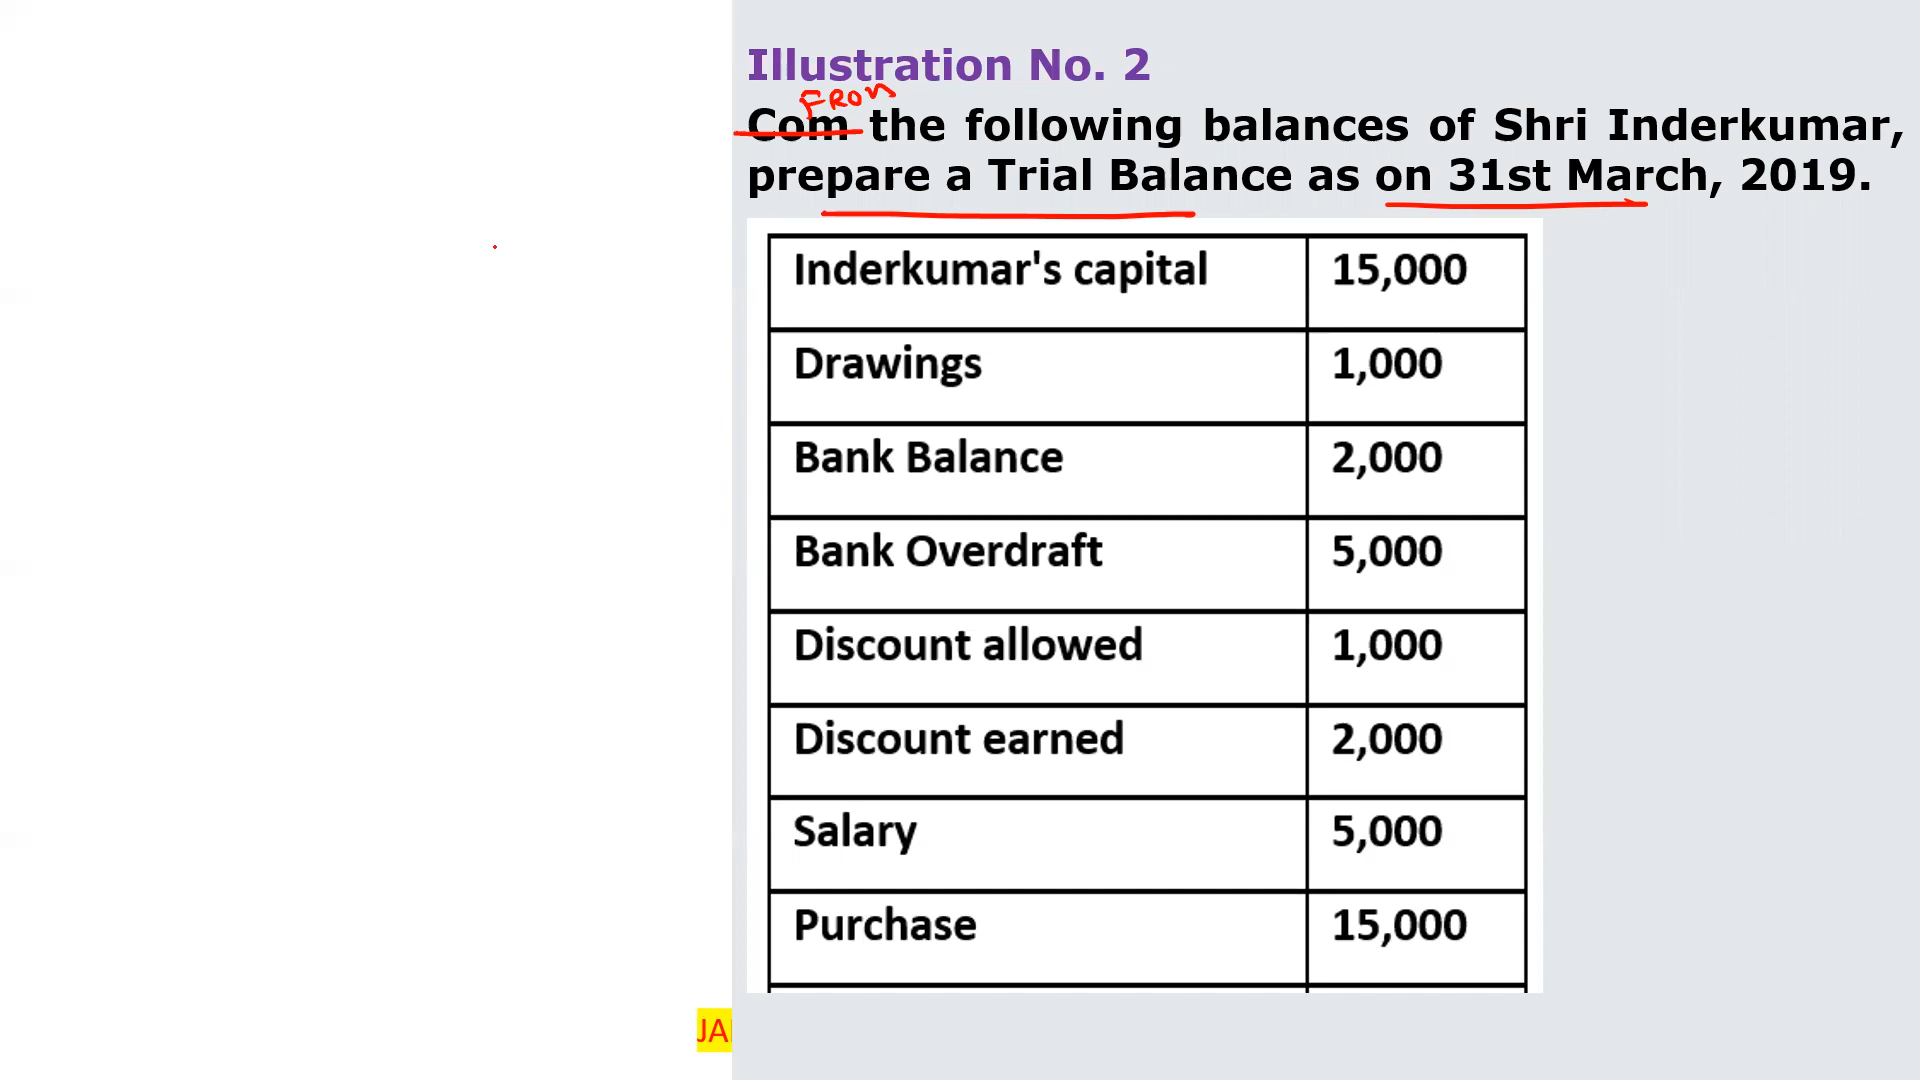 Illustration No. 2
FROM
Com the following balances of Shri Inderkumar,
prepare a Trial Balance as on 31st March, 2019.
Inderkumar's capital 15,000
Drawings 1,000
Bank Balance 2,000
Bank Overdraft 5,000
Discount allowed 1,000
Discount earned 2,000
Salary 5,000
Purchase 15,000
JA